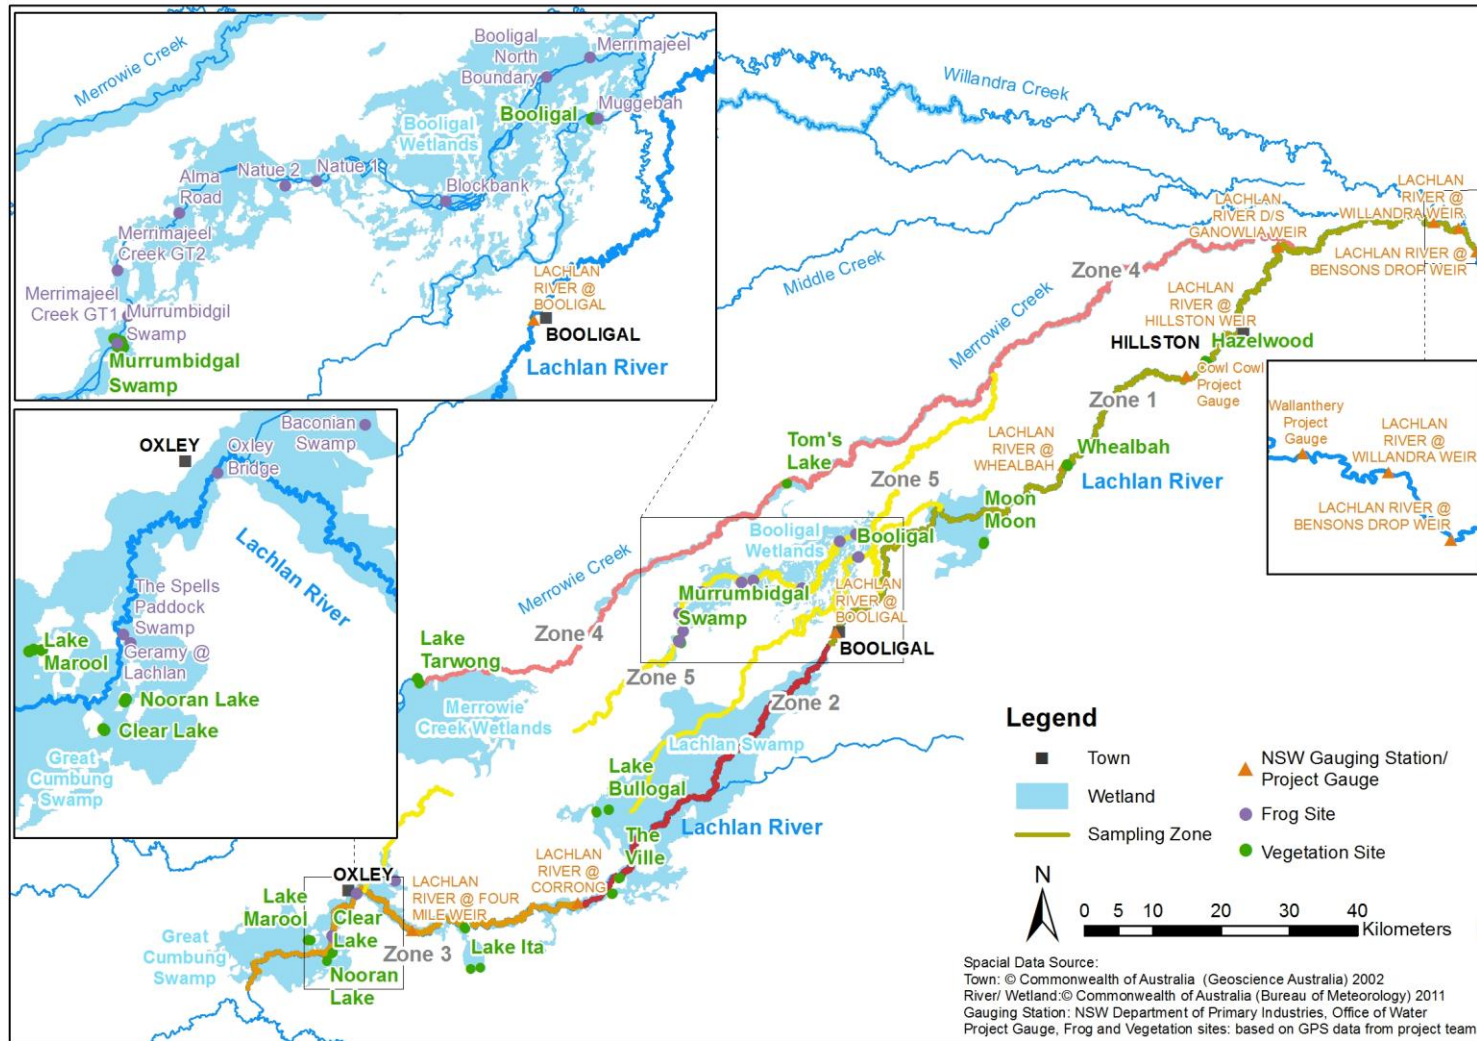 Merrowie Creek
Booligal
North
Boundary
Merrimajeel
Booligal
Muggebah
Booligal
Wetlands
Natue 2
Natue 1
Alma
Road
Blockbank
Merrimajeel
Creek GT2
Merrimajeel
Creek GT1
Murrumbidgil
Swamp
Murrumbidgal
Swamp
LACHLAN
RIVER @
BOOLIGAL
BOOLIGAL
Lachlan River
Willandra Creek
Middle Creek
Merrowie Creek
Zone 4
LACHLAN
RIVER D/S
GANOWLIA WEIR
LACHLAN
RIVER @
WILLANDRA WEIR
LACHLAN RIVER @
BENSONS DROP WEIR
LACHLAN
RIVER @
HILLSTON WEIR
HILLSTON
Hazelwood
Cowl Cowl
Project
Gauge
Zone 1
Wallanthery
Project
Gauge
LACHLAN
RIVER @
WILLANDRA WEIR
LACHLAN RIVER @
BENSONS DROP WEIR
OXLEY
Oxley
Bridge
Baconian
Swamp
Lachlan River
The Spells
Paddock
Swamp
Geramy @
Lachlan
Lake
Marool
Nooran Lake
Clear Lake
Great
Cumbung
Swamp
Tom's
Lake
LACHLAN
RIVER @
WHEALBAH
Whealbah
Lachlan River
Zone 5
Moon
Moon
Booligal
Wetlands
Booligal
Merrowie Creek
Murrumbidgal
Swamp
LACHLAN
RIVER @
BOOLIGAL
BOOLIGAL
Zone 4
Lake
Tarwong
Zone 5
Merrowie
Creek Wetlands
Zone 2
Lachlan Swamp
Lake
Bullogal
Lachlan River
The
Ville
OXLEY
LACHLAN
RIVER @ FOUR
MILE WEIR
LACHLAN
RIVER @
CORRONG
Lake
Marool
Clear
Lake
Great
Cumbung
Swamp
Zone 3
Lake Ita
Nooran
Lake
Legend
Town
Wetland
Sampling Zone
NSW Gauging Station/
Project Gauge
Frog Site
Vegetation Site
N
0 5 10 20 30 40
Kilometers
Spacial Data Source:
Town: © Commonwealth of Australia (Geoscience Australia) 2002
River/ Wetland:© Commonwealth of Australia (Bureau of Meteorology) 2011
Gauging Station: NSW Department of Primary Industries, Office of Water
Project Gauge, Frog and Vegetation sites: based on GPS data from project team